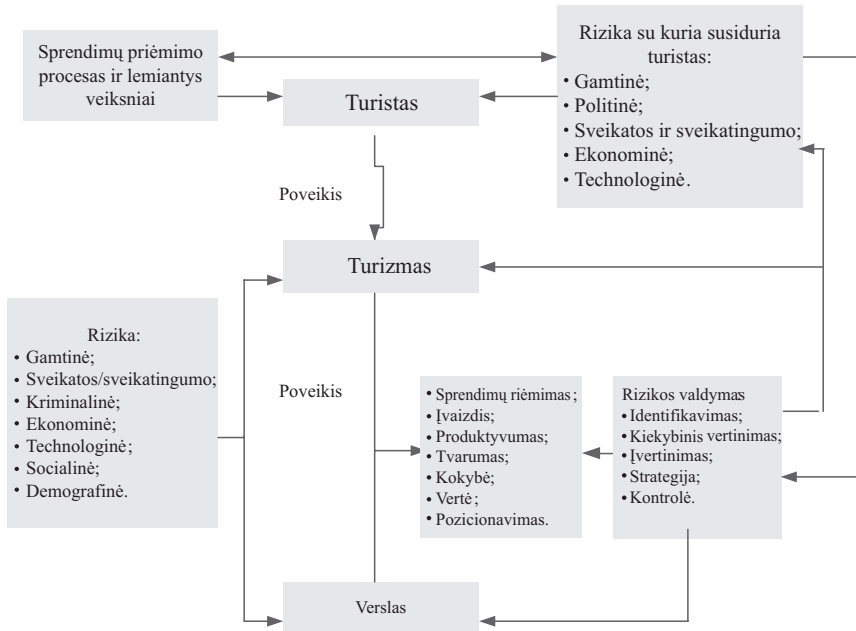 Sprendimų priėmimo
procesas ir lemiantys
veiksniai
Turistas
Rizika su kuria susiduria
turistas:
• Gamtinė;
• Politinė;
• Sveikatos ir sveikatingumo;
• Ekonominė;
• Technologinė.
Poveikis
Turizmas
Rizika:
• Gamtinė;
• Sveikatos/sveikatingumo;
• Kriminalinė;
• Ekonominė;
• Technologinė;
• Socialinė;
• Demografinė.
Poveikis
• Sprendimų riėmimas;
• Įvaizdis;
• Produktyvumas;
• Tvarumas;
• Kokybė;
• Vertė;
• Pozicionavimas.
Rizikos valdymas
• Identifikavimas;
• Kiekybinis vertinimas;
• Įvertinimas;
• Strategija;
• Kontrolė.
Verslas